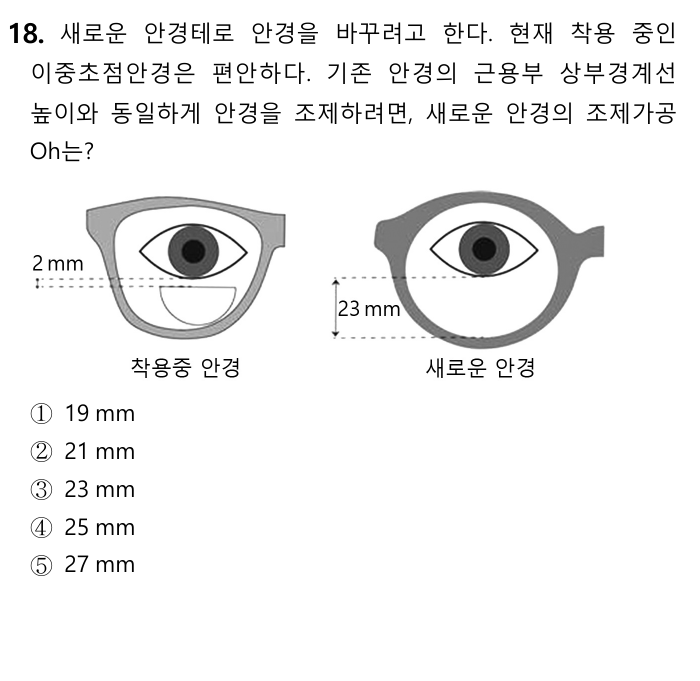 18. 새로운 안경테로 안경을 바꾸려고 한다. 현재 착용 중인
이중초점안경은 편안하다. 기존 안경의 근용부 상부경계선
높이와 동일하게 안경을 조제하려면, 새로운 안경의 조제가공
Oh는?
2 mm
23 mm
착용중 안경
새로운 안경
① 19 mm
② 21 mm
③ 23 mm
④ 25 mm
⑤ 27 mm